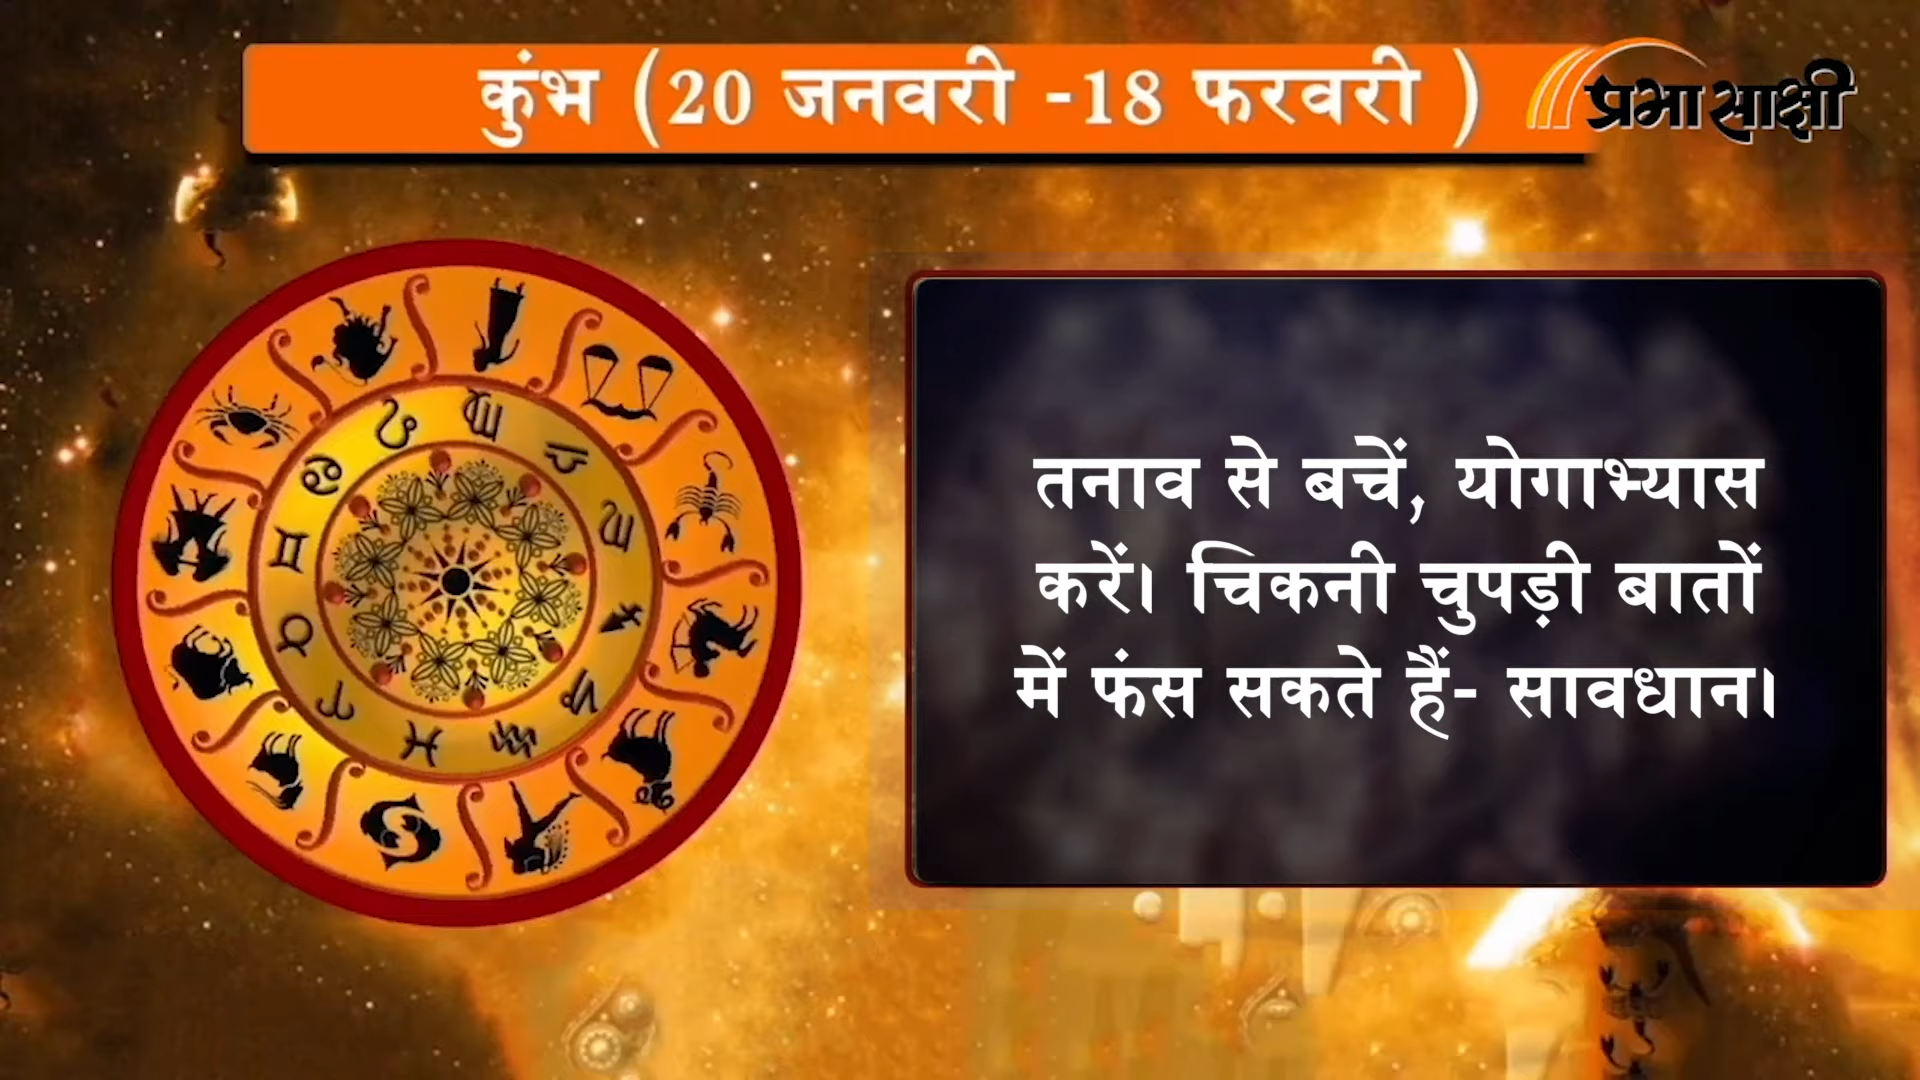 कुंभ (20 जनवरी -18 फरवरी )
प्रभासाक्षी
तनाव से बचें, योगाभ्यास
करें। चिकनी चुपड़ी बातों
में फंस सकते हैं- सावधान।